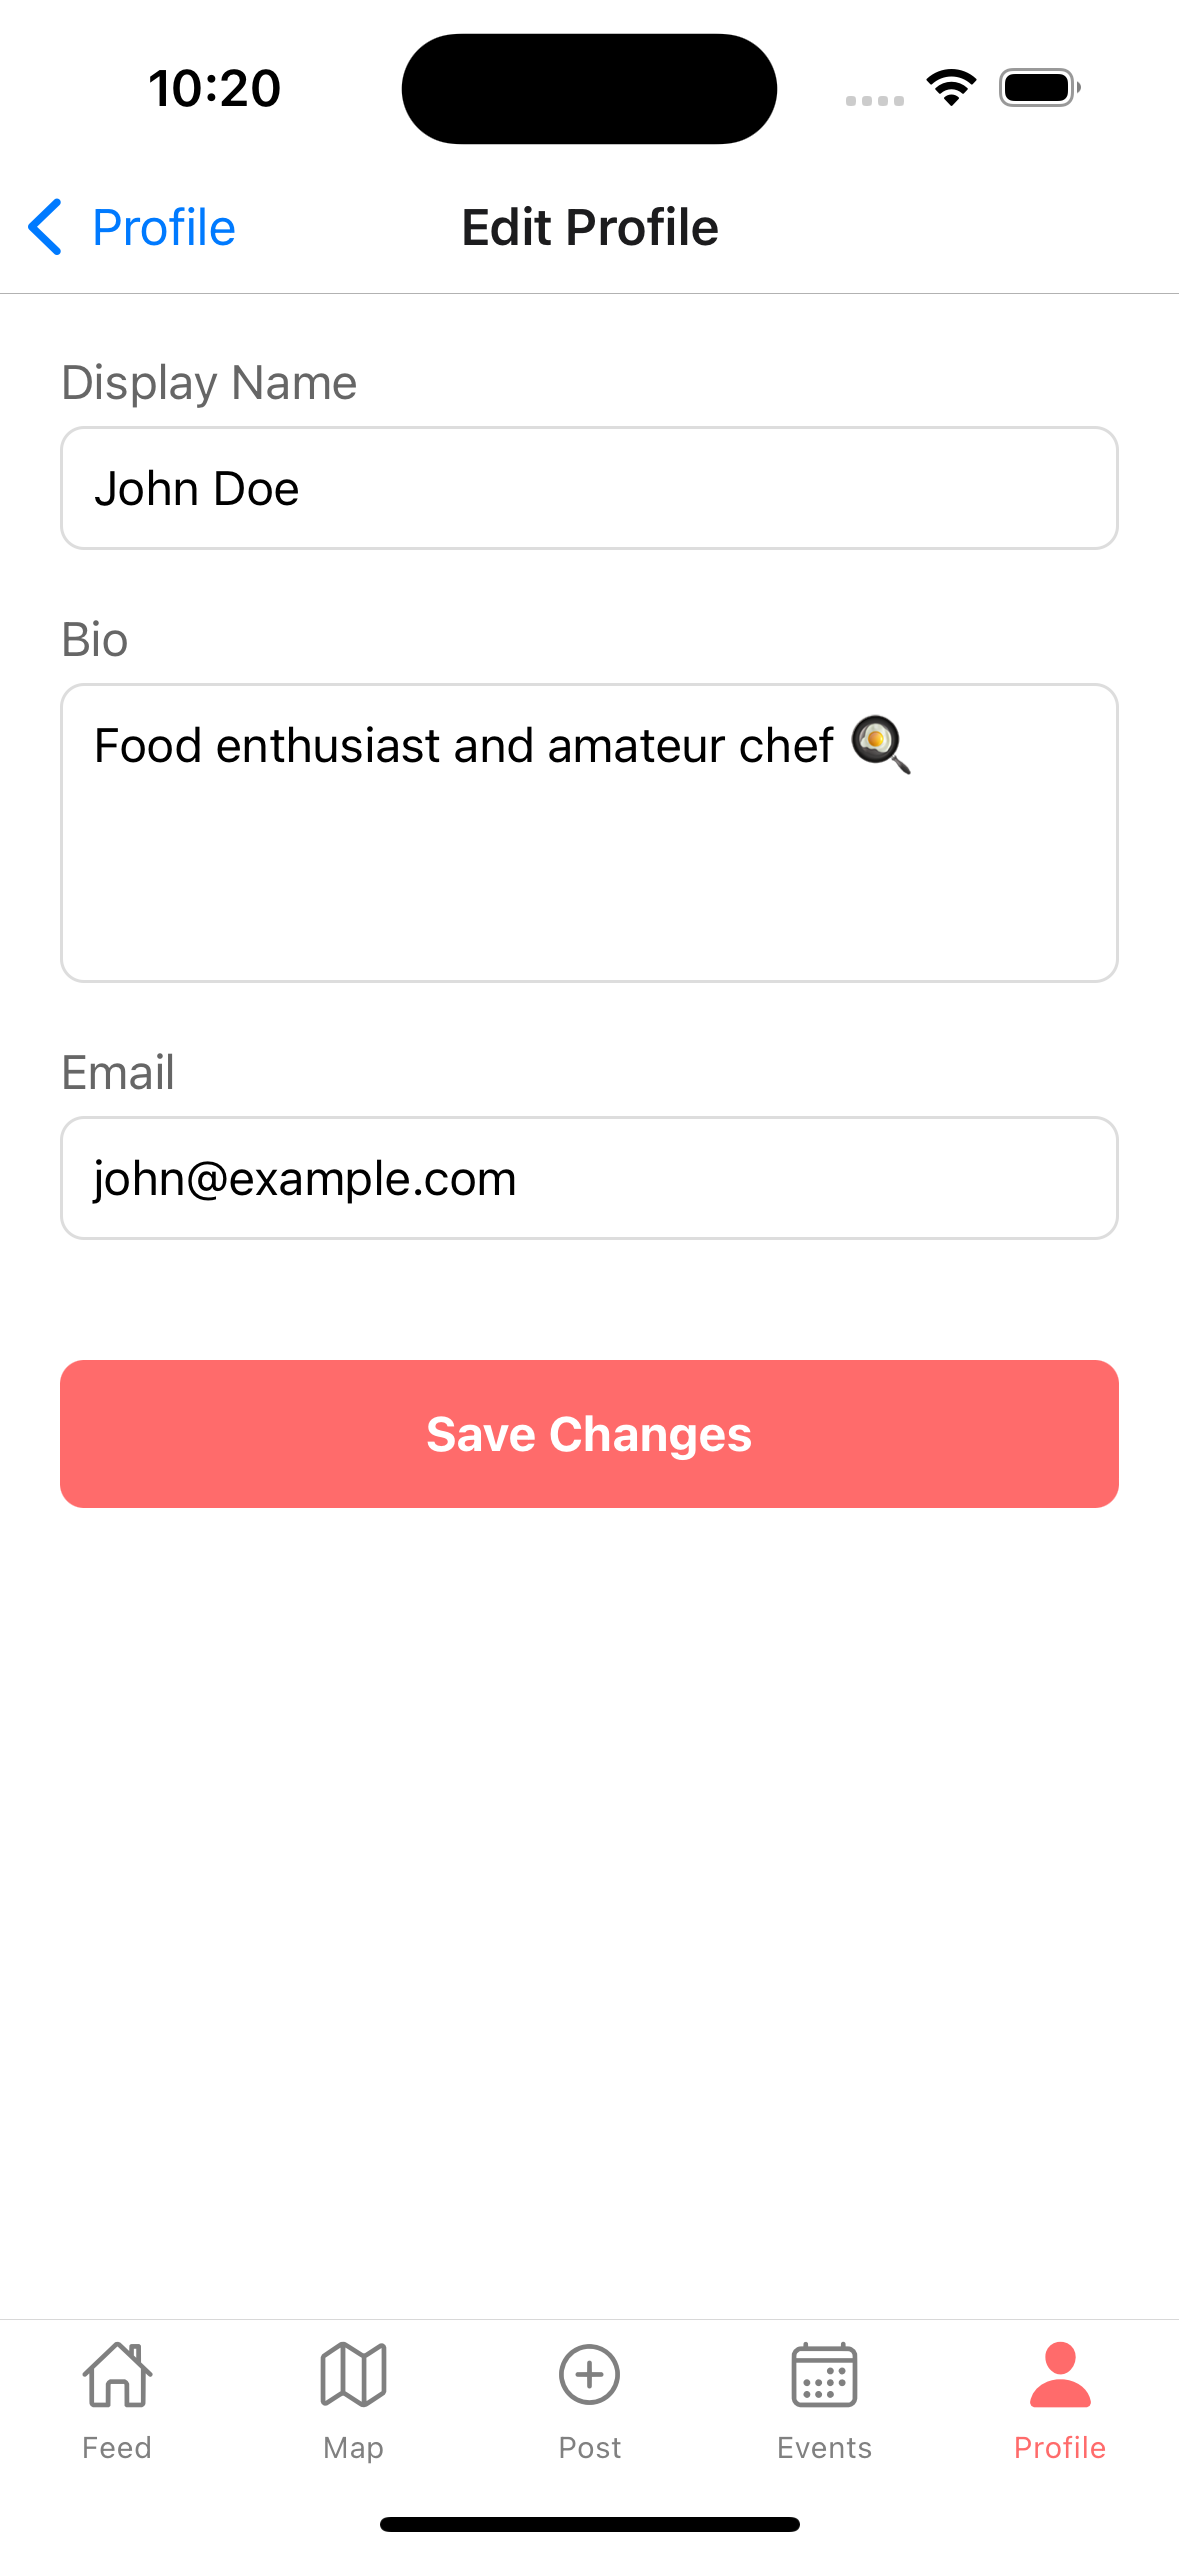 10:20
Profile
Edit Profile
Display Name
John Doe
Bio
Food enthusiast and amateur chef 🍳
Email
john@example.com
Save Changes
Feed
Map
Post
Events
Profile